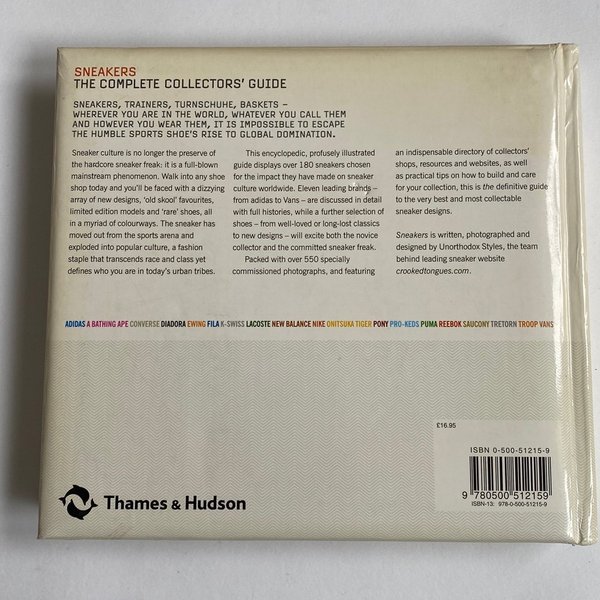 SNEAKERS
THE COMPLETE COLLECTORS' GUIDE
SNEAKERS, TRAINERS, TURNSCHUHE, BASKETS –
WHEREVER YOU ARE IN THE WORLD, WHATEVER YOU CALL THEM
AND HOWEVER YOU WEAR THEM, IT IS IMPOSSIBLE TO ESCAPE
THE HUMBLE SPORTS SHOE'S RISE TO GLOBAL DOMINATION.
Sneaker culture is no longer the preserve of
the hardcore sneaker freak: it is a full-blown
mainstream phenomenon. Walk into any shoe
shop today and you'll be faced with a dizzying
array of new designs, 'old skool' favourites,
limited edition models and 'rare' shoes, all
in a myriad of colourways. The sneaker has
moved out from the sports arena and
exploded into popular culture, a fashion
staple that transcends race and class yet
defines who you are in today's urban tribes.
This encyclopedic, profusely illustrated
guide displays over 180 sneakers chosen
for the impact they have made on sneaker
culture worldwide. Eleven leading brands –
from adidas to Vans – are discussed in detail
with full histories, while a further selection of
shoes – from well-loved or long-lost classics
to new designs – will excite both the novice
collector and the committed sneaker freak.
Packed with over 550 specially
commissioned photographs, and featuring
an indispensable directory of collectors'
shops, resources and websites, as well
as practical tips on how to build and care
for your collection, this is the definitive guide
to the very best and most collectable
sneaker designs.
Sneakers is written, photographed and
designed by Unorthodox Styles, the team
behind leading sneaker website
crookedtongues.com.
ADIDAS A BATHING APE CONVERSE DIADORA EWING FILA K-SWISS LACOSTE NEW BALANCE NIKE ONITSUKA TIGER PONY PRO-KEDS PUMA REEBOK SAUCONY TRETORN TROOP VANS
£16.95
ISBN 0-500-51215-9
9 780500 512159
ISBN-13: 978-0-500-51215-9
Thames & Hudson